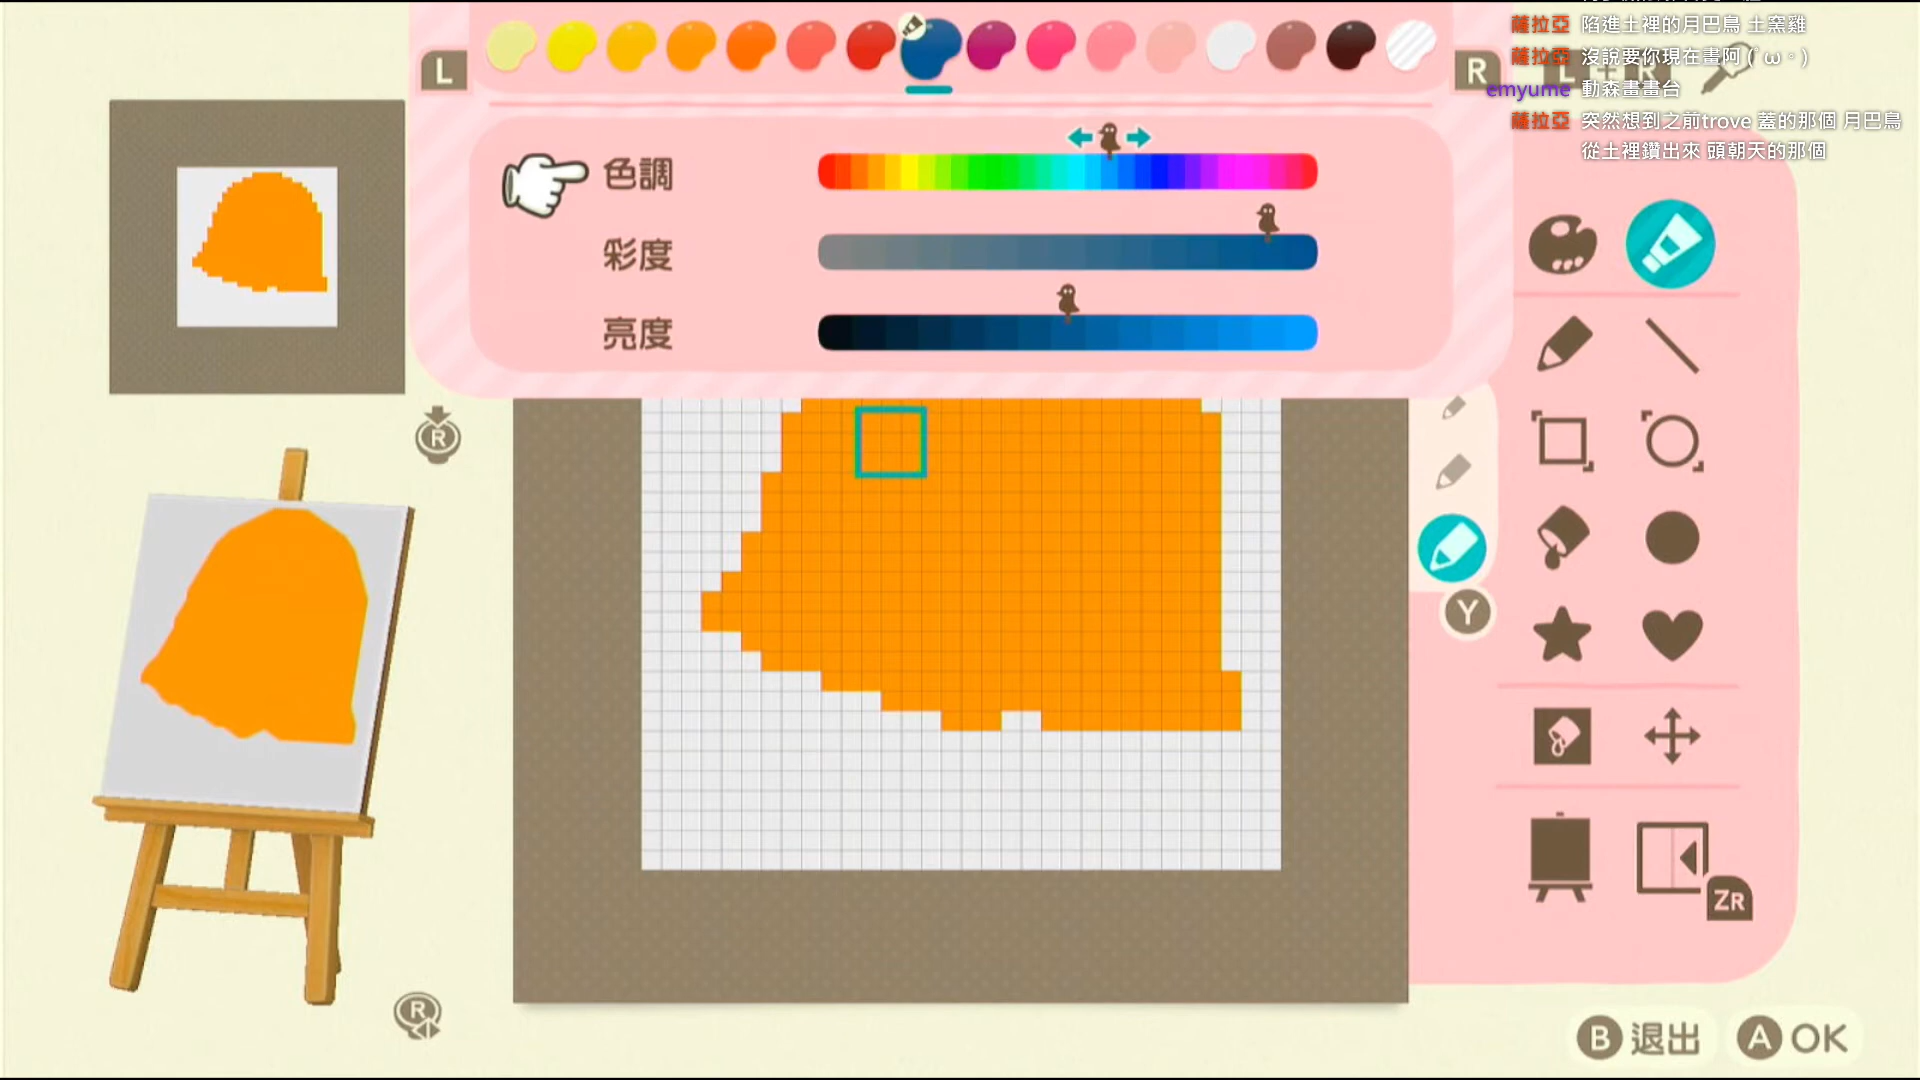 薩拉亞 陷進土裡的月巴鳥 土窯雞
薩拉亞 沒說要你現在畫阿 (´ω。)
emyume 動森畫畫台
薩拉亞 突然想到之前trove 蓋的那個 月巴鳥
從土裡鑽出來 頭朝天的那個
L
R
L + R
色調
彩度
亮度
R
Y
ZR
R
B 退出
A OK